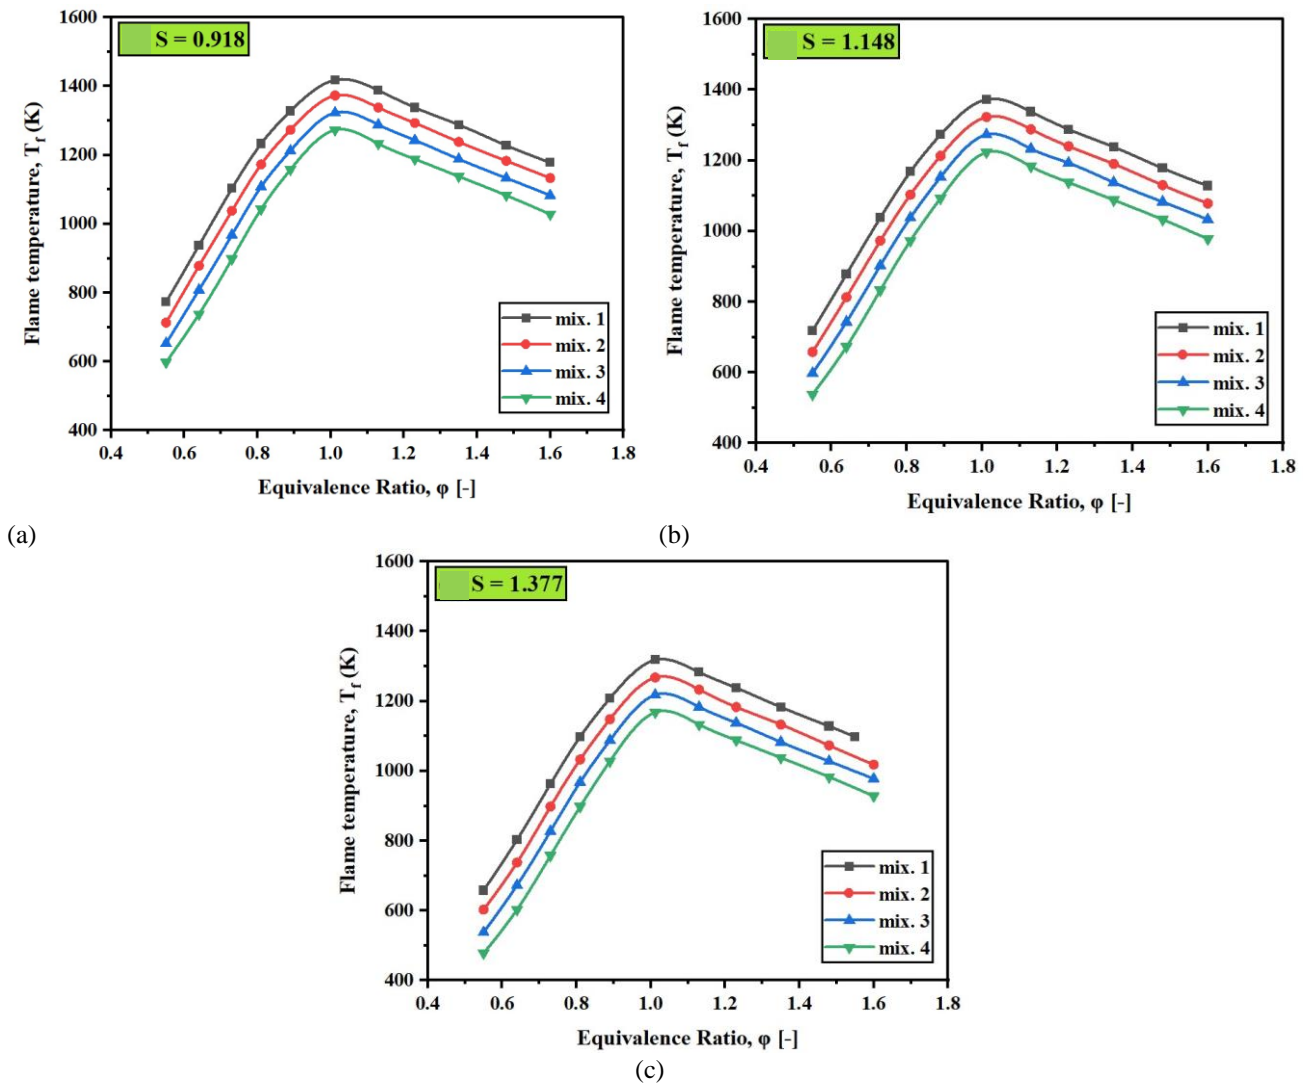 S = 0.918
1600
1400
1200
1000
800
600
400
0.4 0.6 0.8 1.0 1.2 1.4 1.6 1.8
Flame temperature, T_f (K)
Equivalence Ratio, φ [-]
mix. 1
mix. 2
mix. 3
mix. 4
(a)
S = 1.148
1600
1400
1200
1000
800
600
400
0.4 0.6 0.8 1.0 1.2 1.4 1.6 1.8
Flame temperature, T_f (K)
Equivalence Ratio, φ [-]
mix. 1
mix. 2
mix. 3
mix. 4
(b)
S = 1.377
1600
1400
1200
1000
800
600
400
0.4 0.6 0.8 1.0 1.2 1.4 1.6 1.8
Flame temperature, T_f (K)
Equivalence Ratio, φ [-]
mix. 1
mix. 2
mix. 3
mix. 4
(c)